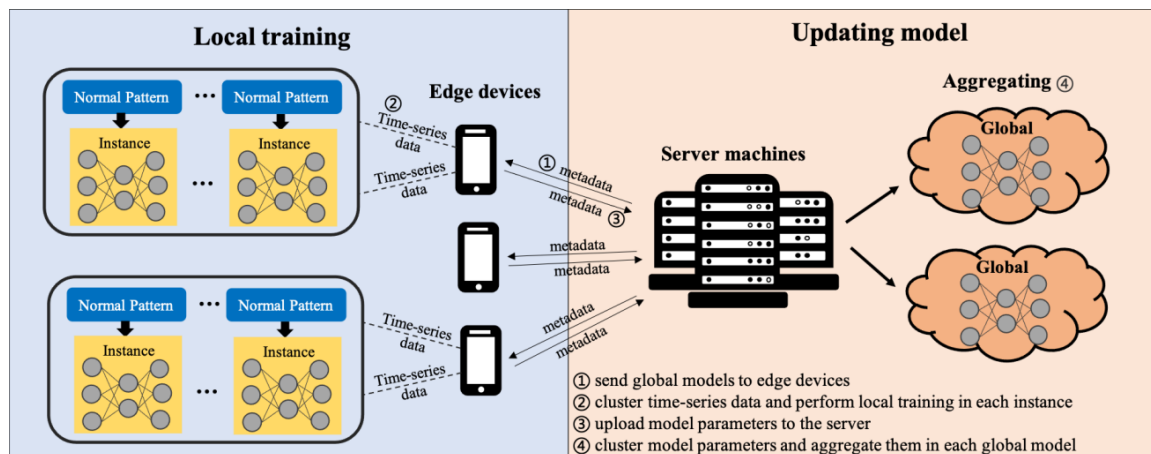 Local training
Updating model
Normal Pattern ••• Normal Pattern
Instance
Instance
•••
② 
Time-series
data
Time-series
data
Edge devices
① metadata
metadata ③
metadata
metadata
metadata
metadata
Server machines
Aggregating ④
Global
Global
Normal Pattern ••• Normal Pattern
Instance
Instance
•••
Time-series
data
Time-series
data
① send global models to edge devices
② cluster time-series data and perform local training in each instance
③ upload model parameters to the server
④ cluster model parameters and aggregate them in each global model